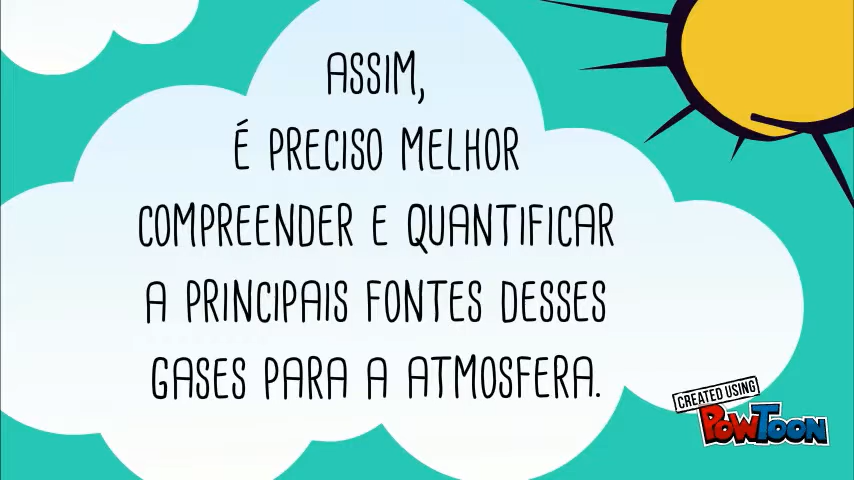 ASSIM,
É PRECISO MELHOR
COMPREENDER E QUANTIFICAR
A PRINCIPAIS FONTES DESSES
GASES PARA A ATMOSFERA.
CREATED USING
POWTOON